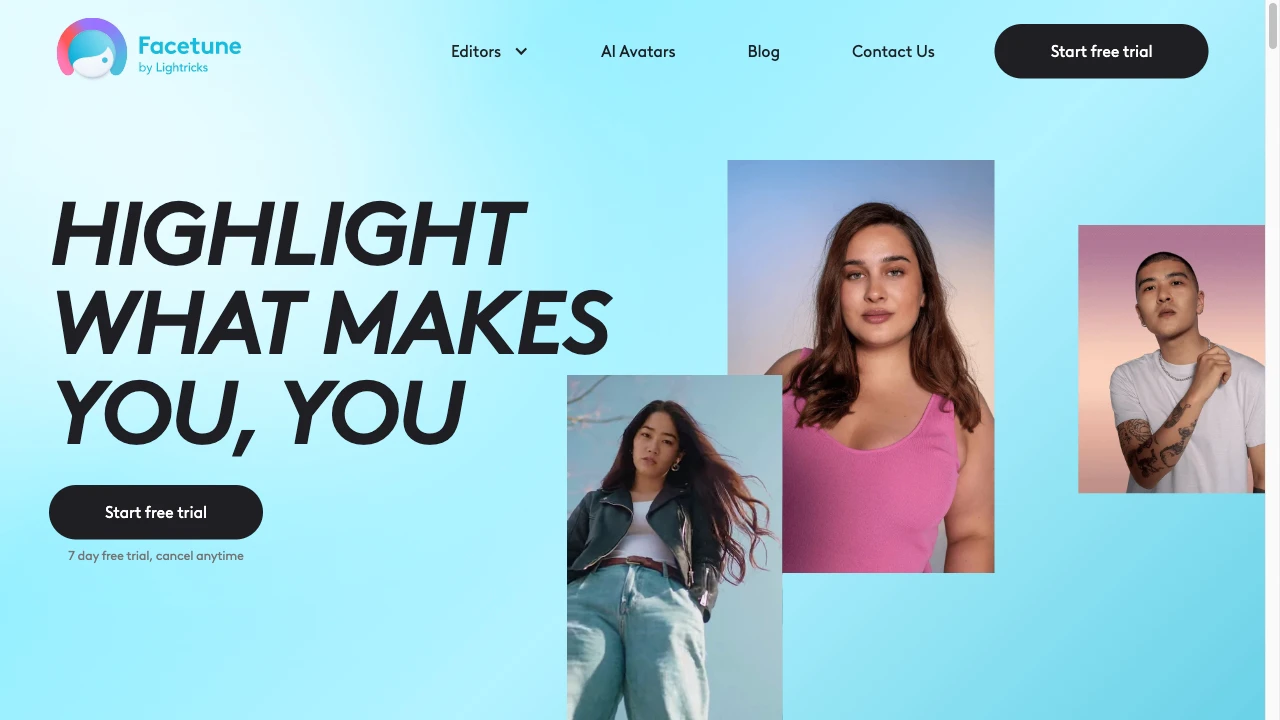 Facetune
by Lightricks
Editors
AI Avatars
Blog
Contact Us
Start free trial
HIGHLIGHT
WHAT MAKES
YOU, YOU
Start free trial
7 day free trial, cancel anytime